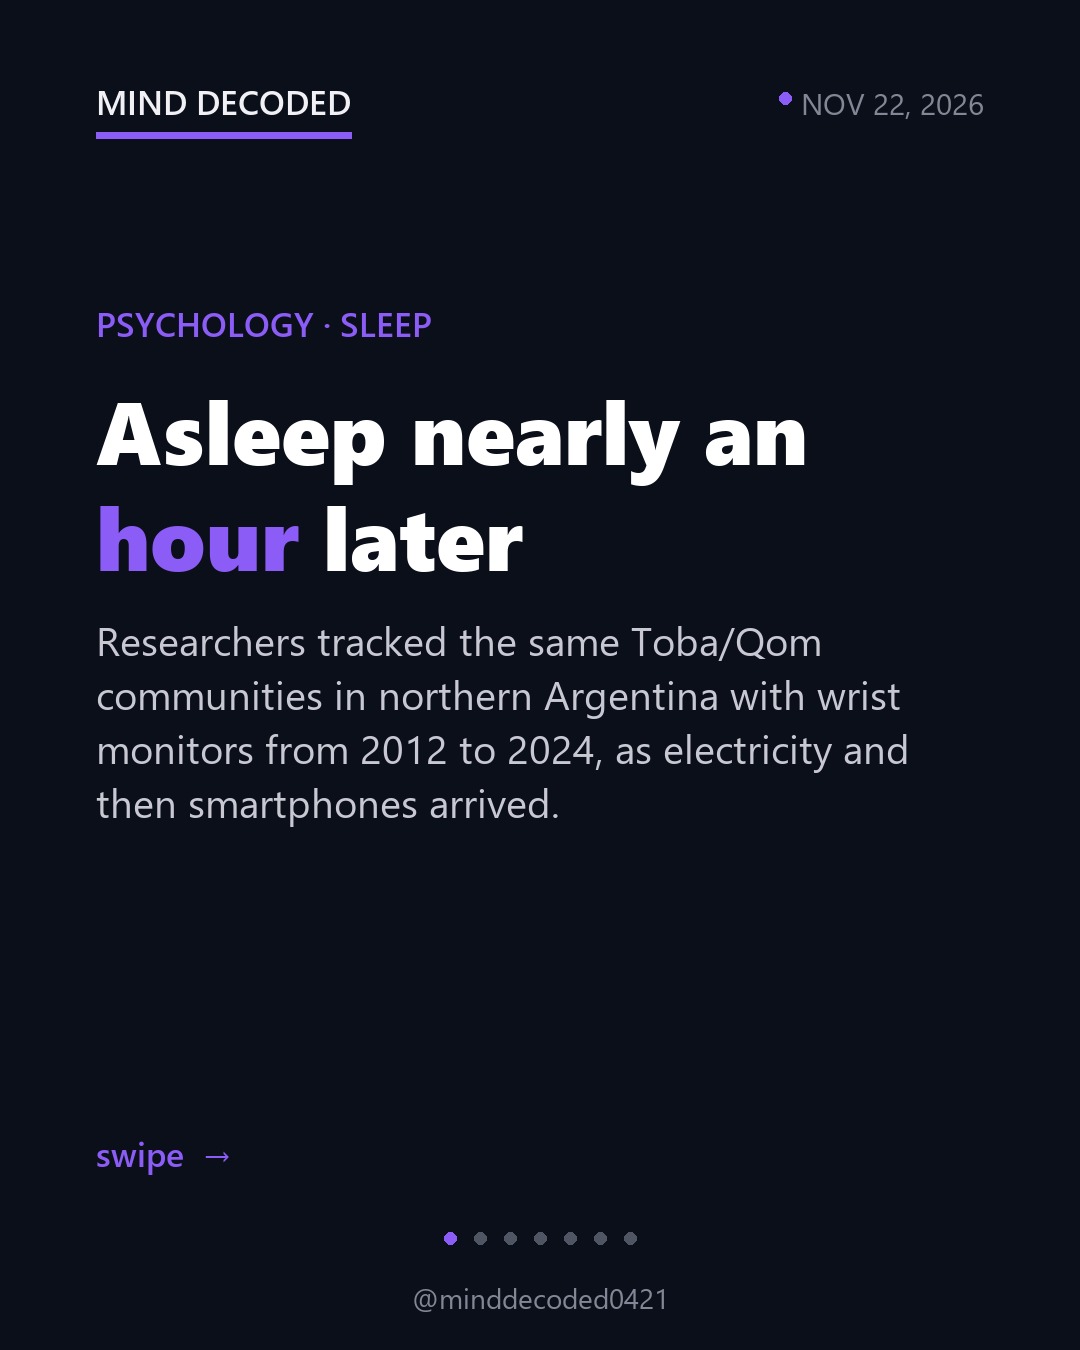 MIND DECODED
NOV 22, 2026
PSYCHOLOGY · SLEEP
Asleep nearly an
hour later
Researchers tracked the same Toba/Qom
communities in northern Argentina with wrist
monitors from 2012 to 2024, as electricity and
then smartphones arrived.
swipe →
@minddecoded0421